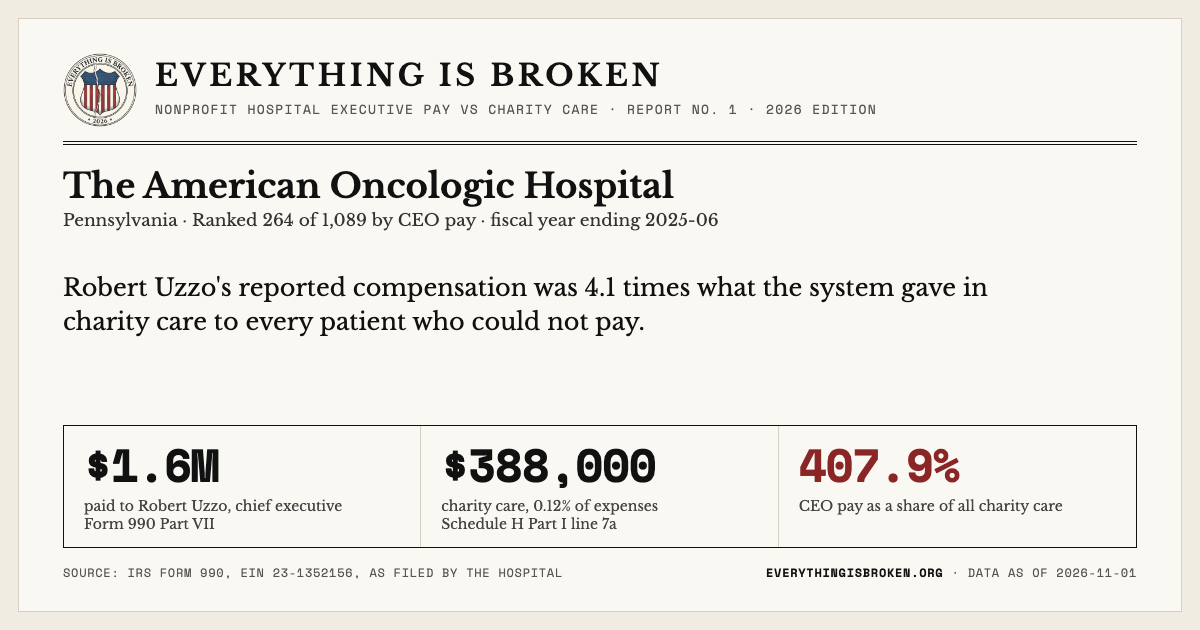 EVERYTHING IS BROKEN
2026
EVERYTHING IS BROKEN
NONPROFIT HOSPITAL EXECUTIVE PAY VS CHARITY CARE · REPORT NO. 1 · 2026 EDITION
The American Oncologic Hospital
Pennsylvania · Ranked 264 of 1,089 by CEO pay · fiscal year ending 2025-06
Robert Uzzo's reported compensation was 4.1 times what the system gave in
charity care to every patient who could not pay.
$1.6M
paid to Robert Uzzo, chief executive
Form 990 Part VII
$388,000
charity care, 0.12% of expenses
Schedule H Part I line 7a
407.9%
CEO pay as a share of all charity care
SOURCE: IRS FORM 990, EIN 23-1352156, AS FILED BY THE HOSPITAL
EVERYTHINGISBROKEN.ORG · DATA AS OF 2026-11-01